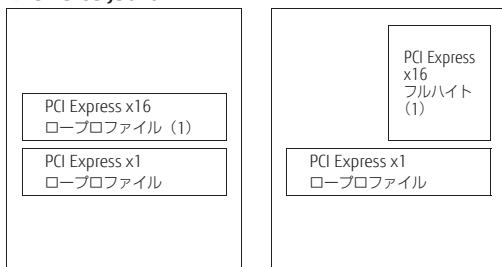 PCI Express x16
ロープロファイル（1）
PCI Express x1
ロープロファイル
PCI Express
x16
フルハイト
（1）
PCI Express x1
ロープロファイル